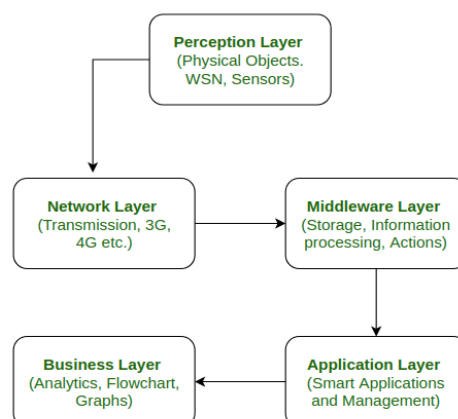 Perception Layer
(Physical Objects.
WSN, Sensors)
Network Layer
(Transmission, 3G,
4G etc.)
Middleware Layer
(Storage, Information
processing, Actions)
Business Layer
(Analytics, Flowchart,
Graphs)
Application Layer
(Smart Applications
and Management)